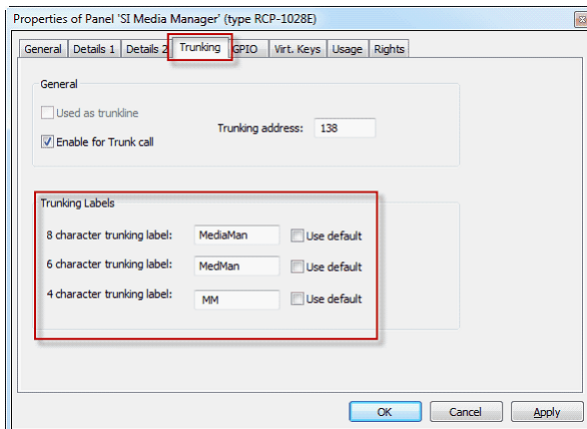 Properties of Panel 'SI Media Manager' (type RCP-1028E)
General Details 1 Details 2 Trunking GPIO Virt. Keys Usage Rights
General
Used as trunkline
Enable for Trunk call
Trunking address: 138
Trunking Labels
8 character trunking label: MediaMan Use default
6 character trunking label: MedMan Use default
4 character trunking label: MM Use default
OK Cancel Apply